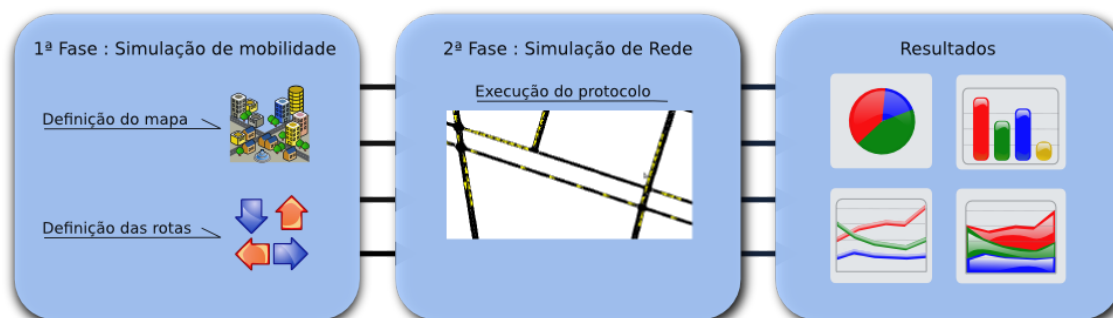 1ª Fase : Simulação de mobilidade
Definição do mapa
Definição das rotas
2ª Fase : Simulação de Rede
Execução do protocolo
Resultados